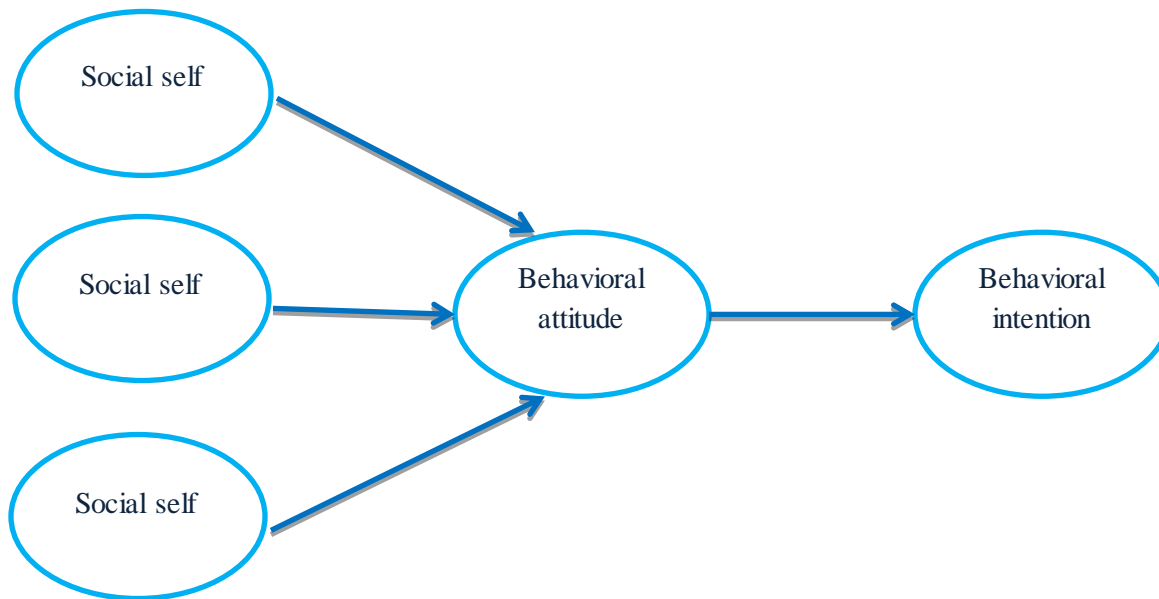 Social self
Social self
Social self
Behavioral
attitude
Behavioral
intention